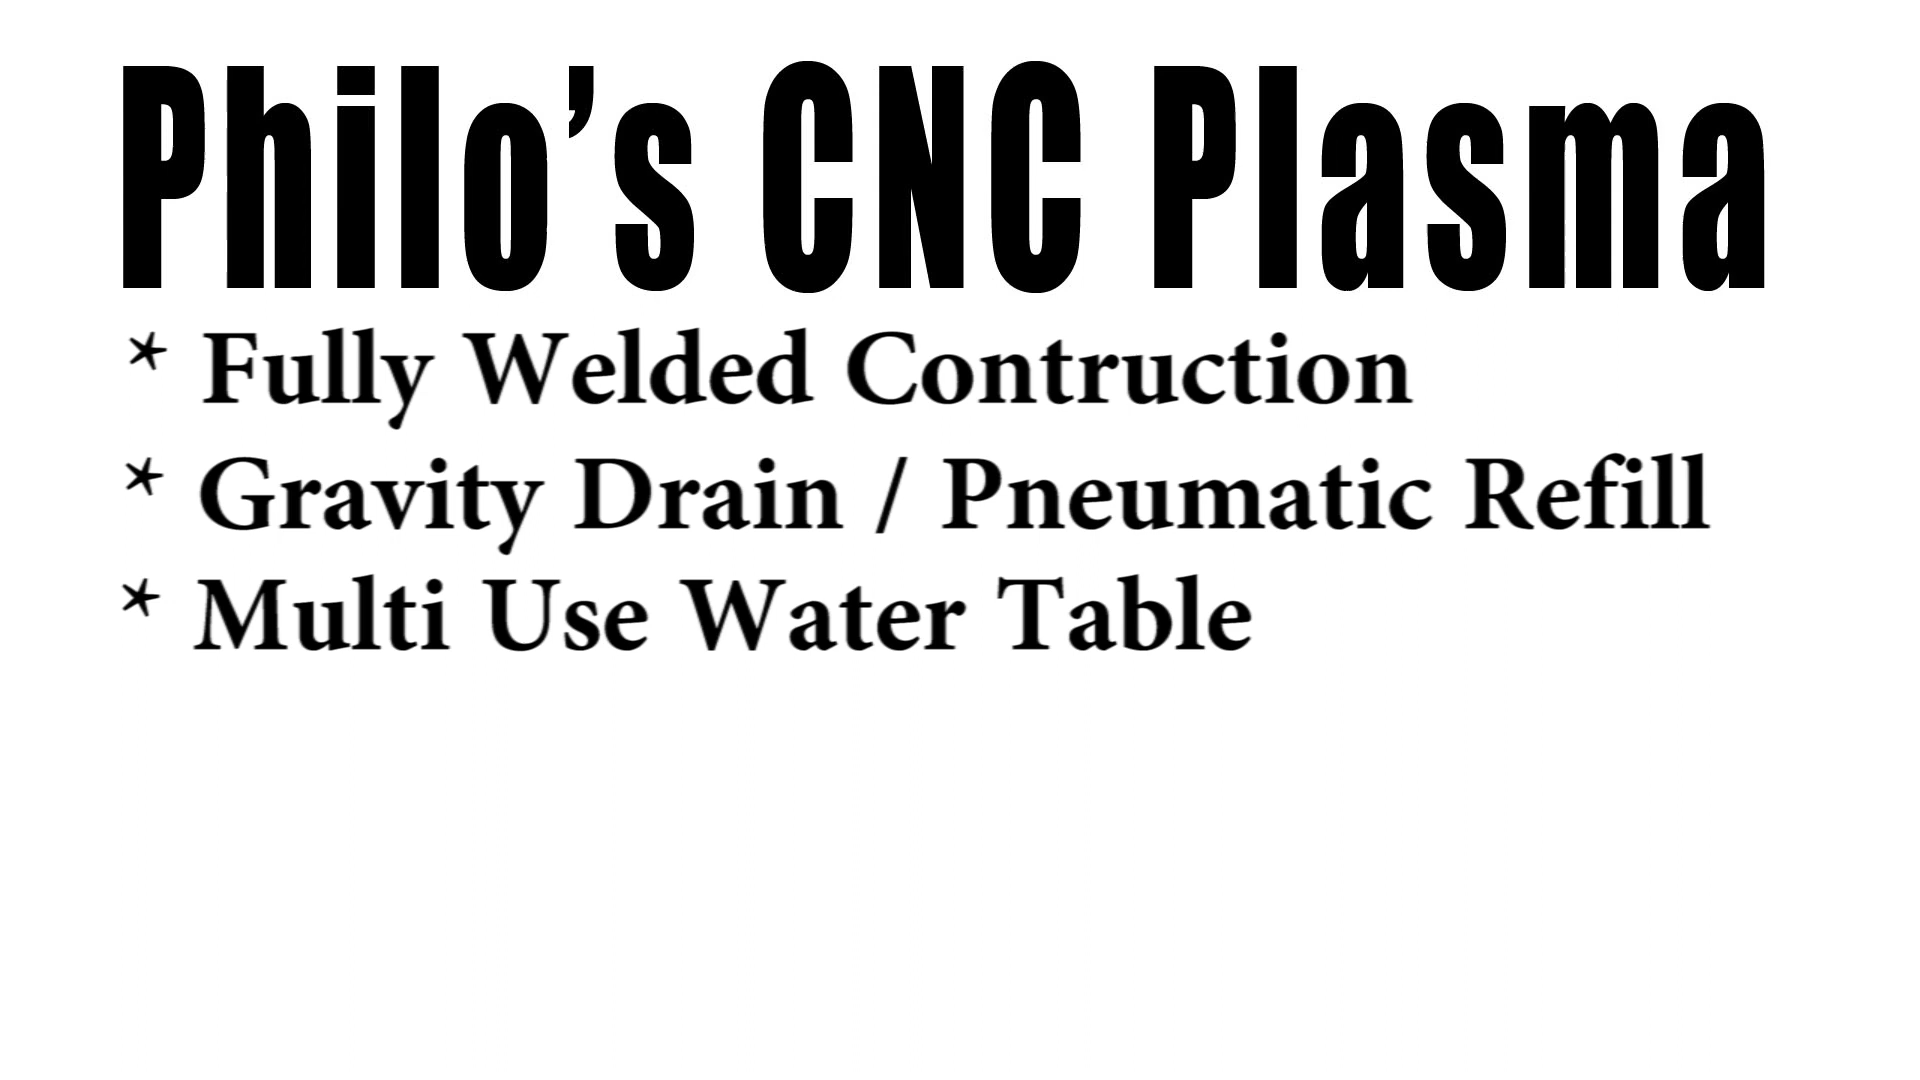 Philo’s CNC Plasma
* Fully Welded Contruction
* Gravity Drain / Pneumatic Refill
* Multi Use Water Table